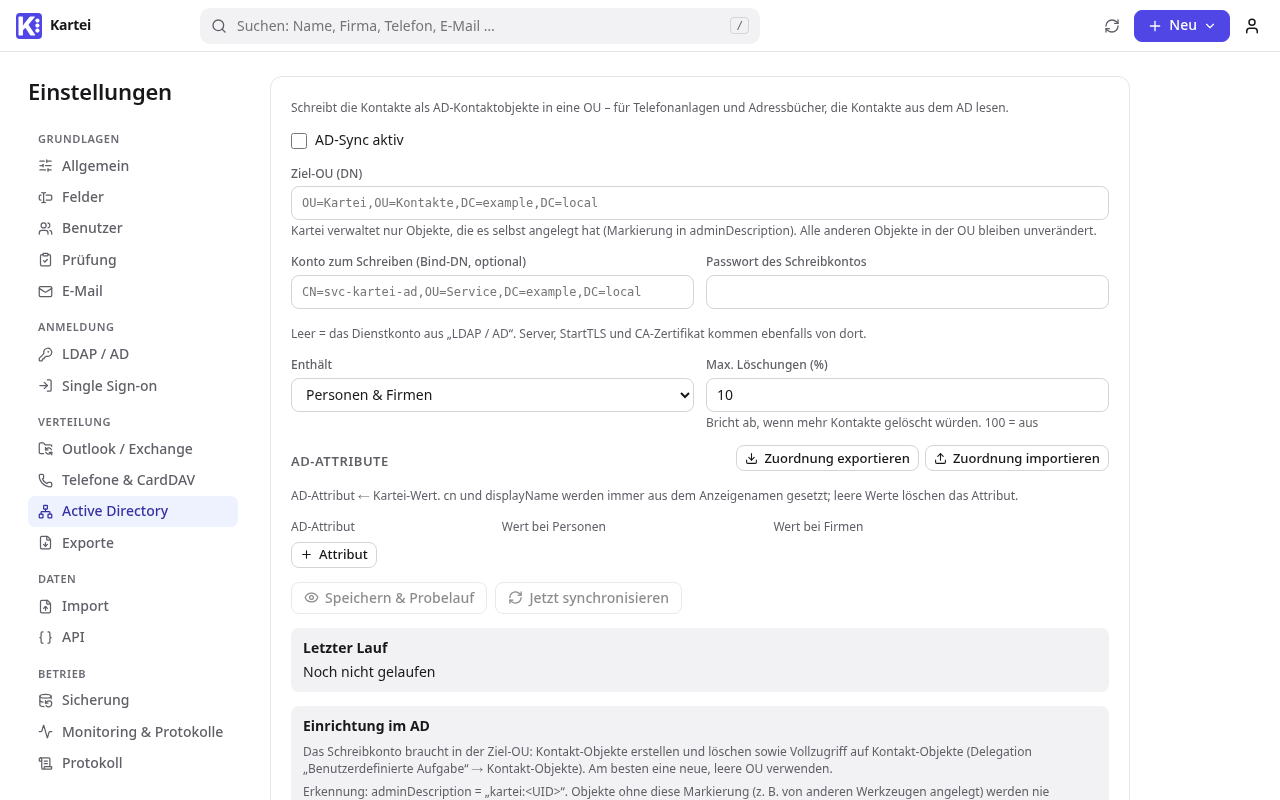 Kartei
Suchen: Name, Firma, Telefon, E-Mail ...
/
Neu
Einstellungen
GRUNDLAGEN
Allgemein
Felder
Benutzer
Prüfung
E-Mail
ANMELDUNG
LDAP / AD
Single Sign-on
VERTEILUNG
Outlook / Exchange
Telefone & CardDAV
Active Directory
Exporte
DATEN
Import
API
BETRIEB
Sicherung
Monitoring & Protokolle
Protokoll
Schreibt die Kontakte als AD-Kontaktobjekte in eine OU – für Telefonanlagen und Adressbücher, die Kontakte aus dem AD lesen.
AD-Sync aktiv
Ziel-OU (DN)
OU=Kartei,OU=Kontakte,DC=example,DC=local
Kartei verwaltet nur Objekte, die es selbst angelegt hat (Markierung in adminDescription). Alle anderen Objekte in der OU bleiben unverändert.
Konto zum Schreiben (Bind-DN, optional)
Passwort des Schreibkontos
CN=svc-kartei-ad,OU=Service,DC=example,DC=local
Leer = das Dienstkonto aus „LDAP / AD“. Server, StartTLS und CA-Zertifikat kommen ebenfalls von dort.
Enthält
Max. Löschungen (%)
Personen & Firmen
10
Bricht ab, wenn mehr Kontakte gelöscht würden. 100 = aus
AD-ATTRIBUTE
Zuordnung exportieren
Zuordnung importieren
AD-Attribut ← Kartei-Wert. cn und displayName werden immer aus dem Anzeigenamen gesetzt; leere Werte löschen das Attribut.
AD-Attribut
Wert bei Personen
Wert bei Firmen
Attribut
Speichern & Probelauf
Jetzt synchronisieren
Letzter Lauf
Noch nicht gelaufen
Einrichtung im AD
Das Schreibkonto braucht in der Ziel-OU: Kontakt-Objekte erstellen und löschen sowie Vollzugriff auf Kontakt-Objekte (Delegation
„Benutzerdefinierte Aufgabe“ → Kontakt-Objekte). Am besten eine neue, leere OU verwenden.
Erkennung: adminDescription = „kartei:<UID>“. Objekte ohne diese Markierung (z. B. von anderen Werkzeugen angelegt) werden nie